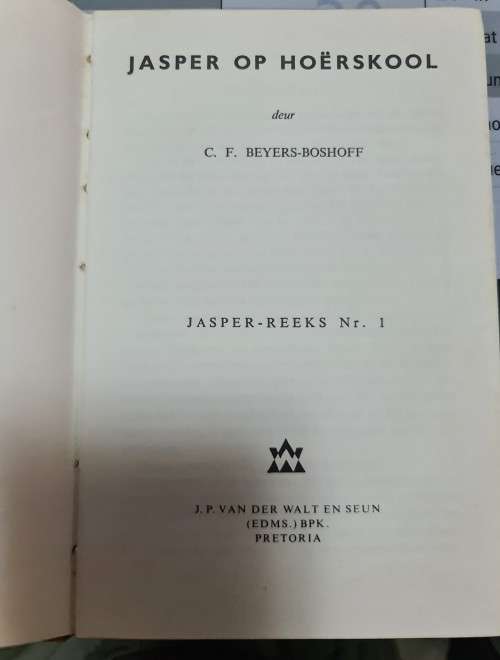 JASPER OP HOËRSKOOL
deur
C. F. BEYERS-BOSHOFF
JASPER-REEKS Nr. 1
J. P. VAN DER WALT EN SEUN
(EDMS.) BPK.
PRETORIA